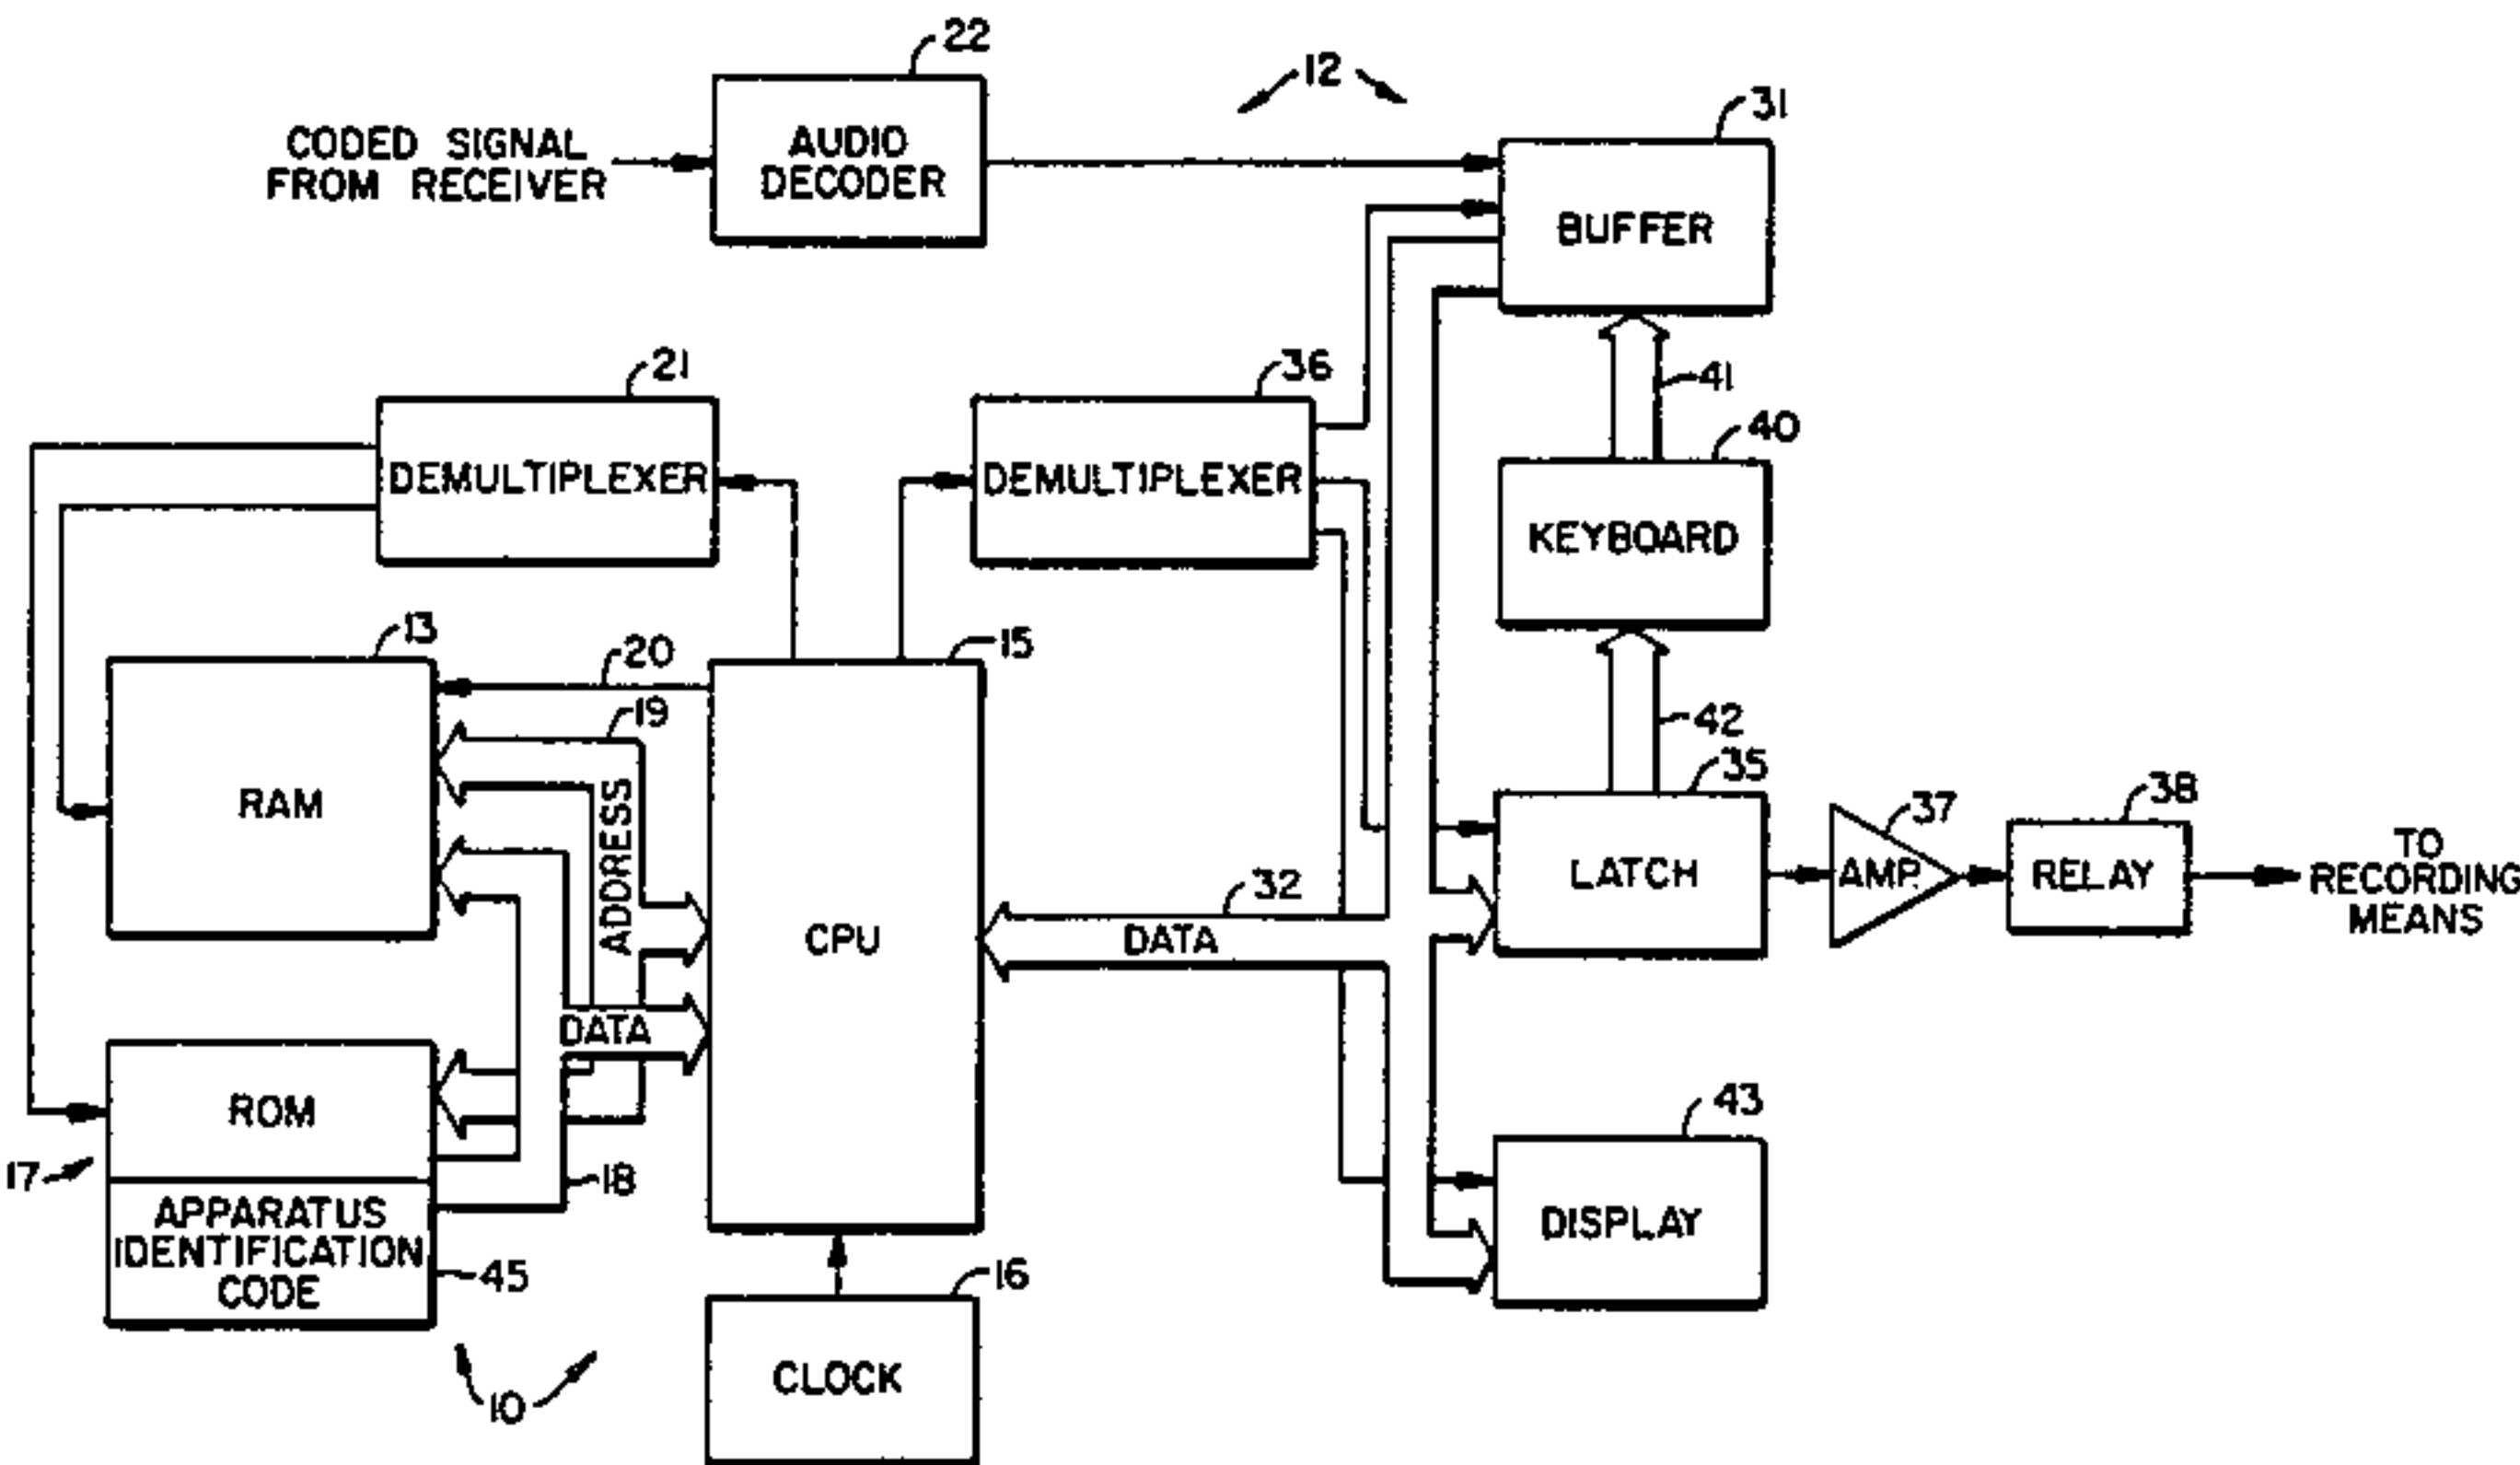 22
12
31
CODED SIGNAL
FROM RECEIVER
AUDIO
DECODER
BUFFER
21
36
41
40
DEMULTIPLEXER
DEMULTIPLEXER
KEYBOARD
13
20
15
19
42
35
RAM
ADDRESS
LATCH
37
AMP.
38
RELAY
TO
RECORDING
MEANS
32
CPU
DATA
DATA
ROM
43
17
18
APPARATUS
IDENTIFICATION
CODE
45
DISPLAY
16
10
CLOCK